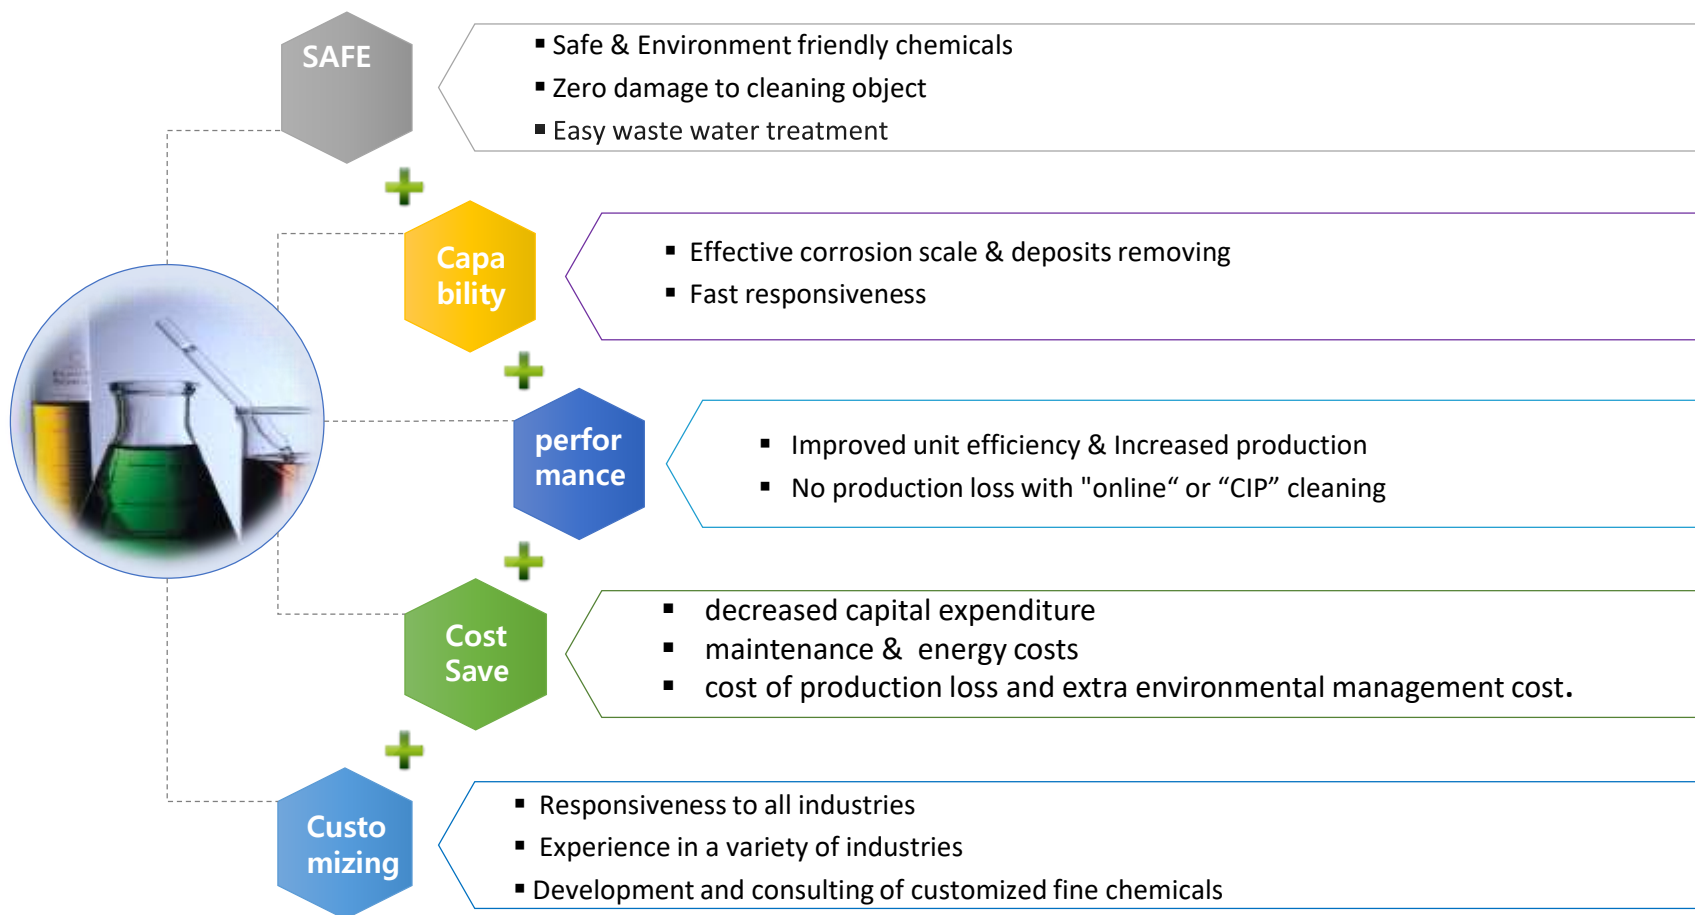 SAFE
▪ Safe & Environment friendly chemicals
▪ Zero damage to cleaning object
▪ Easy waste water treatment
Capa
bility
▪ Effective corrosion scale & deposits removing
▪ Fast responsiveness
perfor
mance
▪ Improved unit efficiency & Increased production
▪ No production loss with "online“ or “CIP” cleaning
Cost
Save
▪ decreased capital expenditure
▪ maintenance & energy costs
▪ cost of production loss and extra environmental management cost.
Custo
mizing
▪ Responsiveness to all industries
▪ Experience in a variety of industries
▪ Development and consulting of customized fine chemicals